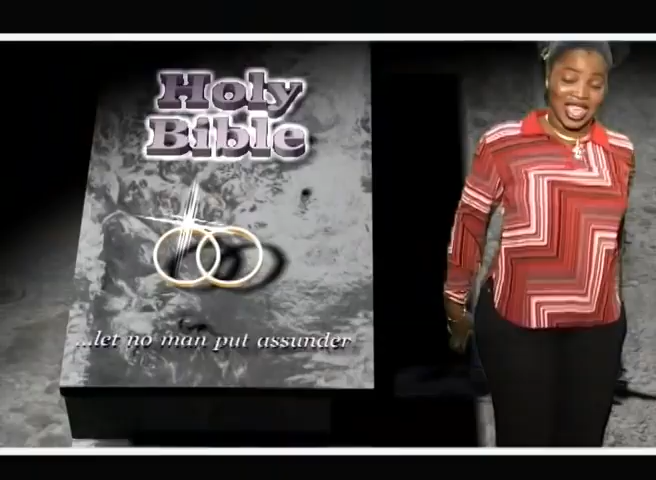 Holy
Bible
...let no man put assunder